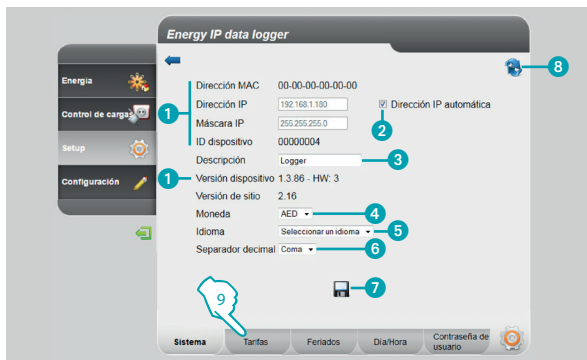 Energy IP data logger
8
Energía
Control de cargas
Setup
Configuración
1
Dirección MAC 00-00-00-00-00-00
Dirección IP 192.168.1.180 Dirección IP automática
2
Máscara IP 255.255.255.0
ID dispositivo 00000004
Descripción Logger 3
1 Versión dispositivo 1.3.86 - HW: 3
Versión de sitio 2.16
Moneda AED 4
Idioma Seleccionar un idioma 5
Separador decimal Coma 6
7
9
Sistema Tarifas Feriados Día/Hora Contraseña de
usuario